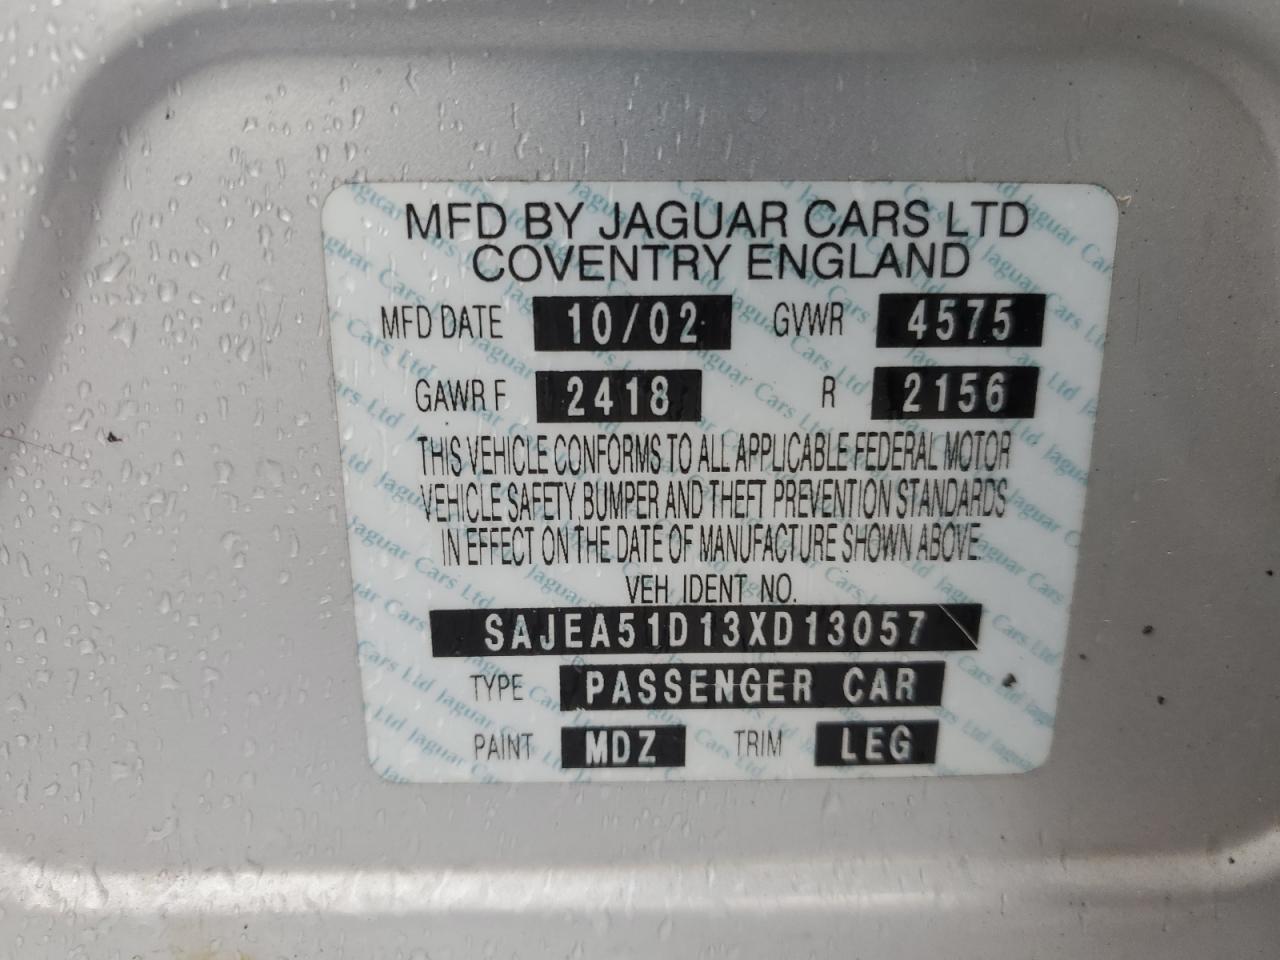 MFD BY JAGUAR CARS LTD
COVENTRY ENGLAND
MFD DATE 10/02 GVWR 4575
GAWR F 2418 R 2156
THIS VEHICLE CONFORMS TO ALL APPLICABLE FEDERAL MOTOR
VEHICLE SAFETY, BUMPER AND THEFT PREVENTION STANDARDS
IN EFFECT ON THE DATE OF MANUFACTURE SHOWN ABOVE.
VEH IDENT NO.
SAJEA51D13XD13057
TYPE PASSENGER CAR
PAINT MDZ TRIM LEG